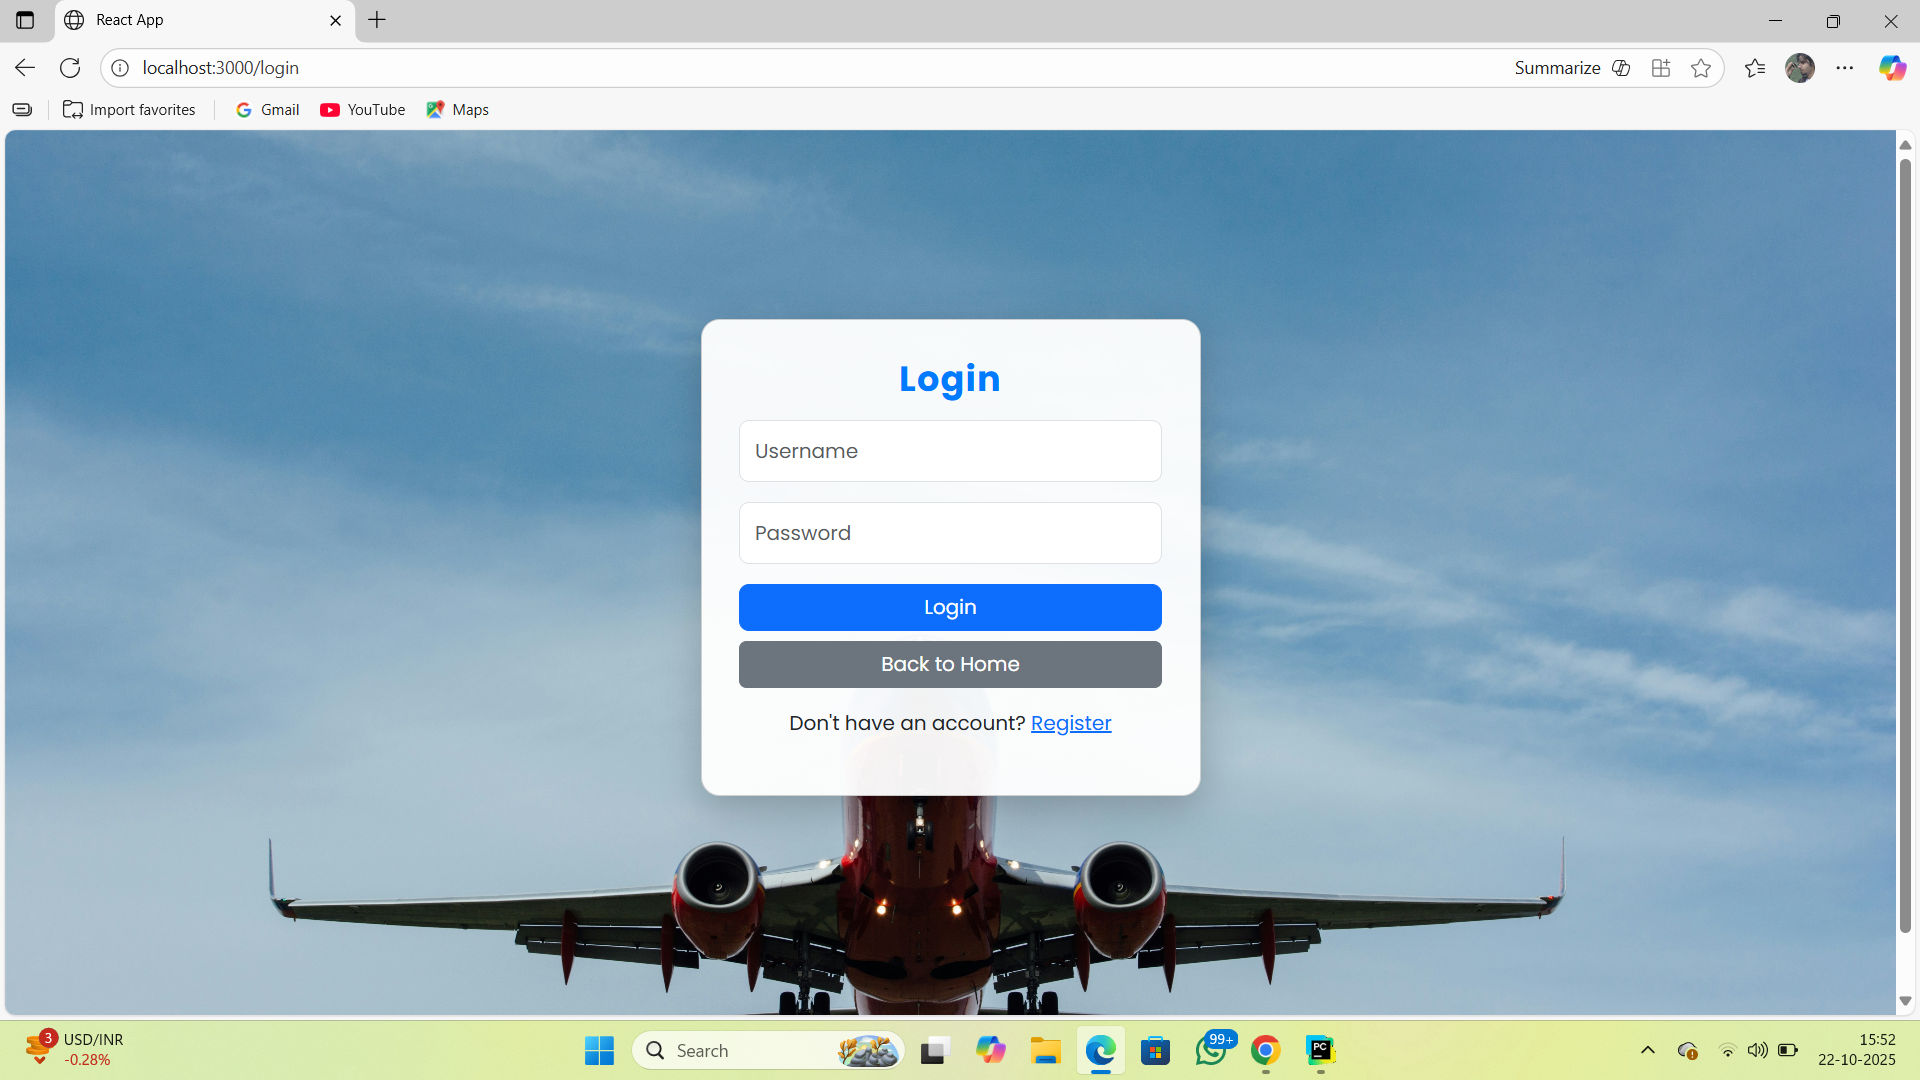 React App
localhost:3000/login
Summarize
Import favorites
Gmail
YouTube
Maps
Login
Username
Password
Login
Back to Home
Don't have an account? Register
3
USD/INR
-0.28%
Search
99+
PC
15:52
22-10-2025